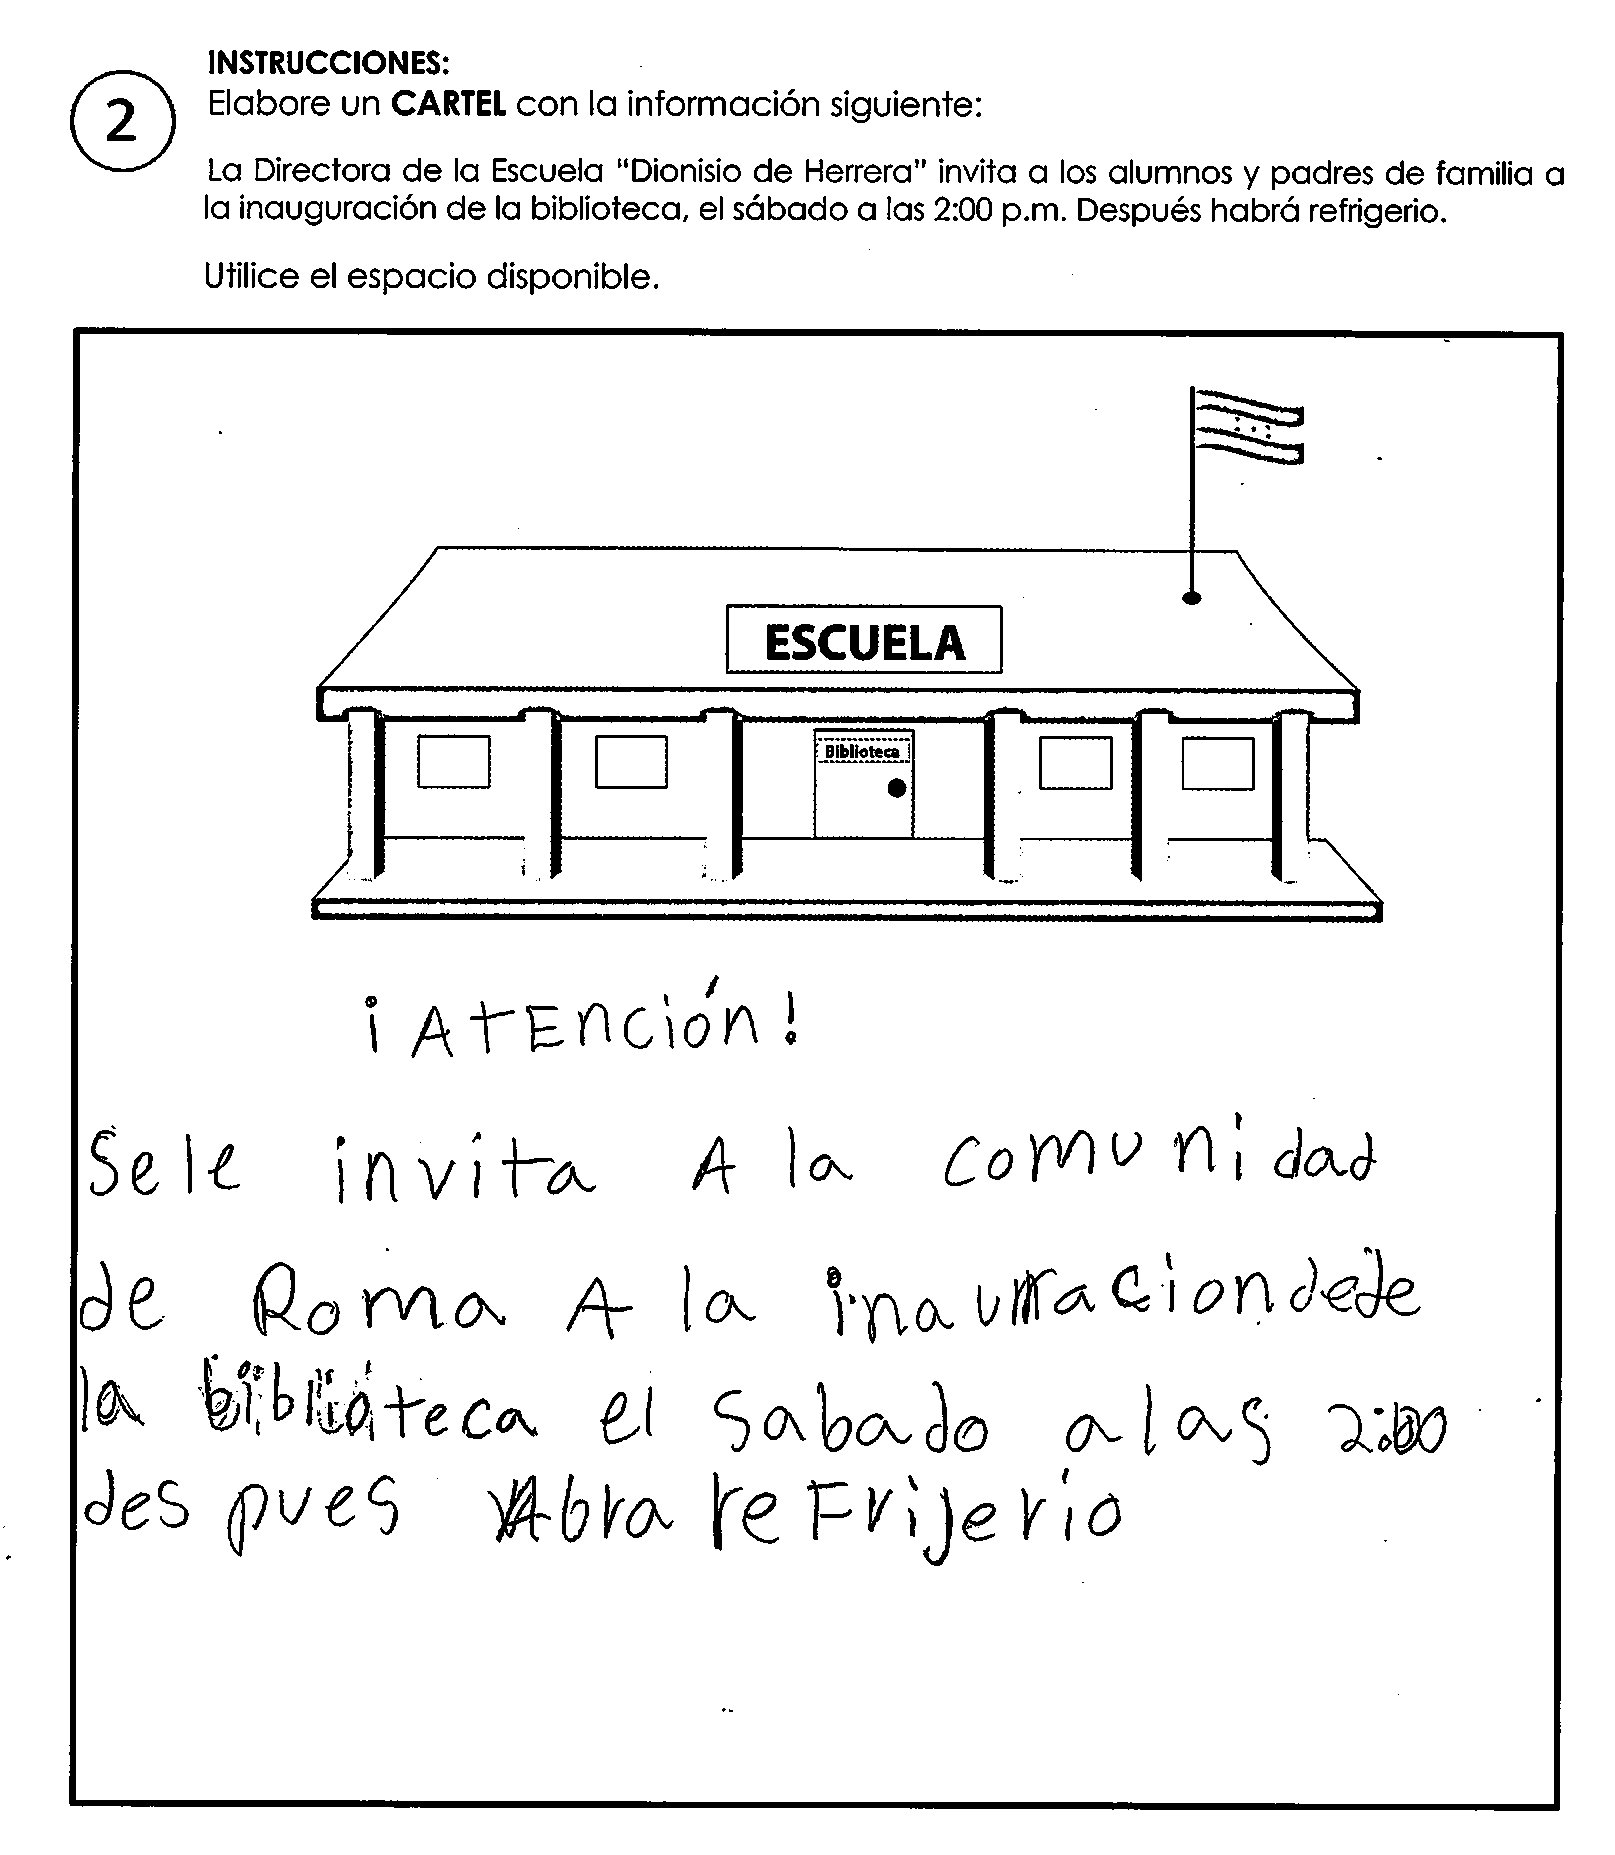 INSTRUCCIONES:
2
Elabore un CARTEL con la información siguiente:
La Directora de la Escuela "Dionisio de Herrera" invita a los alumnos y padres de familia a
la inauguración de la biblioteca, el sábado a las 2:00 p.m. Después habrá refrigerio.
Utilice el espacio disponible.
ESCUELA
Biblioteca
¡AtEnción!
Sele invita A la comunidad
de Roma A la dede
la biblioteca el Sabado alas 2:00
des pues Abra reFrijerio